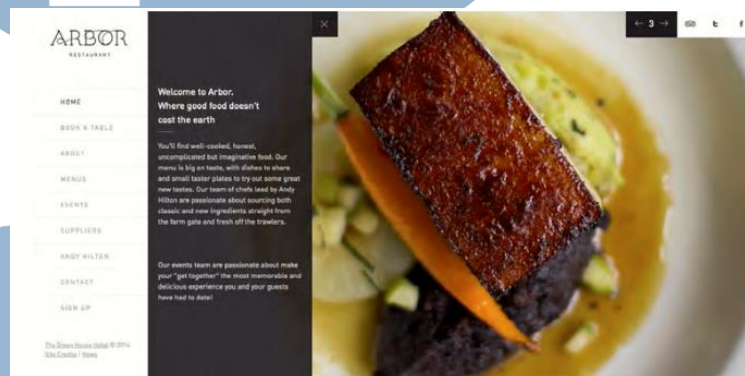 ARBOR
RESTAURANT
HOME
BOOK A TABLE
ABOUT
MENUS
EVENTS
SUPPLIERS
ANDY HILTON
CONTACT
SIGN UP
The Green House Hotel © 2014
Site Credits | News
Welcome to Arbor.
Where good food doesn't
cost the earth
You'll find well-cooked, honest,
uncomplicated but imaginative food. Our
menu is big on taste, with dishes to share
and small taster plates to try out some great
new tastes. Our team of chefs lead by Andy
Hilton are passionate about sourcing both
classic and new ingredients straight from
the farm gate and fresh off the trawlers.
Our events team are passionate about make
your "get together" the most memorable and
delicious experience you and your guests
have had to date!
← 3 →